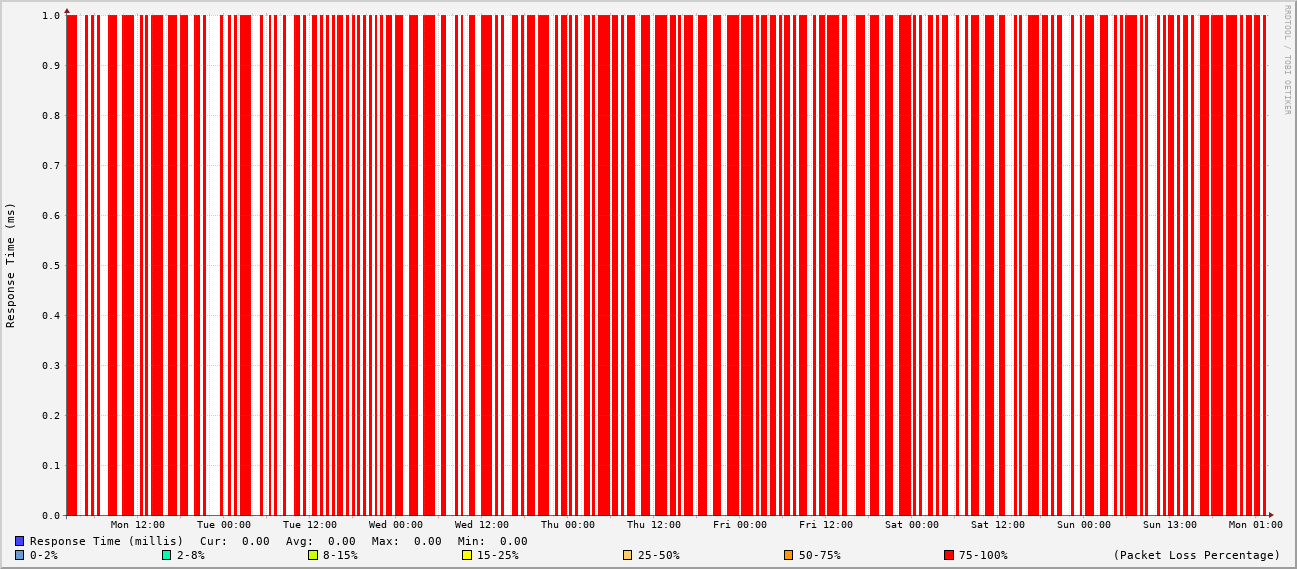 RRDTOOL / TOBI OETIKER
Response Time (ms)
1.0
0.9
0.8
0.7
0.6
0.5
0.4
0.3
0.2
0.1
0.0
Mon 12:00 Tue 00:00 Tue 12:00 Wed 00:00 Wed 12:00 Thu 00:00 Thu 12:00 Fri 00:00 Fri 12:00 Sat 00:00 Sat 12:00 Sun 00:00 Sun 13:00 Mon 01:00
Response Time (millis) Cur: 0.00 Avg: 0.00 Max: 0.00 Min: 0.00
0-2% 2-8% 8-15% 15-25% 25-50% 50-75% 75-100% (Packet Loss Percentage)